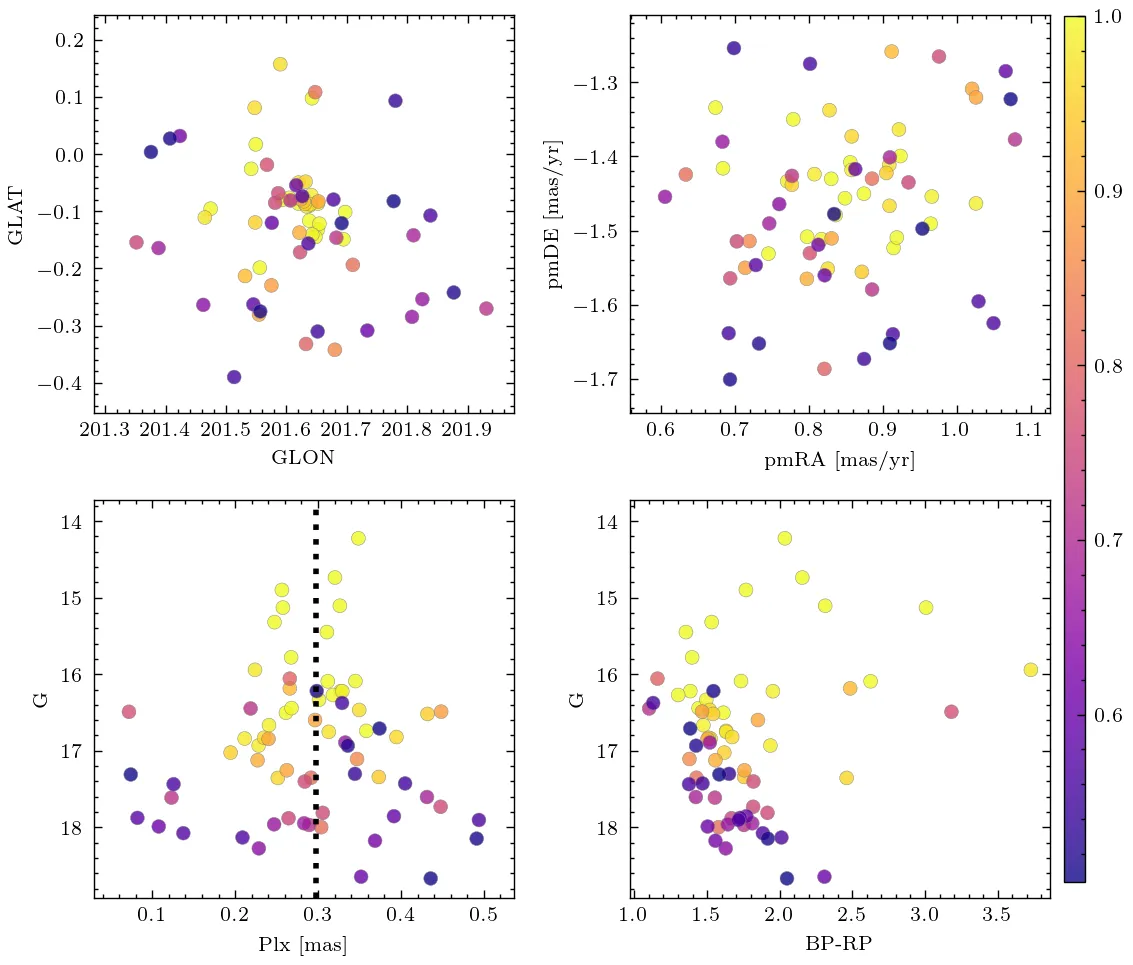 0.2
0.1
0.0
−0.1
−0.2
−0.3
−0.4
GLAT
201.3 201.4 201.5 201.6 201.7 201.8 201.9
GLON
−1.3
−1.4
−1.5
−1.6
−1.7
pmDE [mas/yr]
0.6 0.7 0.8 0.9 1.0 1.1
pmRA [mas/yr]
14
15
16
17
18
G
0.1 0.2 0.3 0.4 0.5
Plx [mas]
14
15
16
17
18
G
1.0 1.5 2.0 2.5 3.0 3.5
BP-RP
1.0
0.9
0.8
0.7
0.6